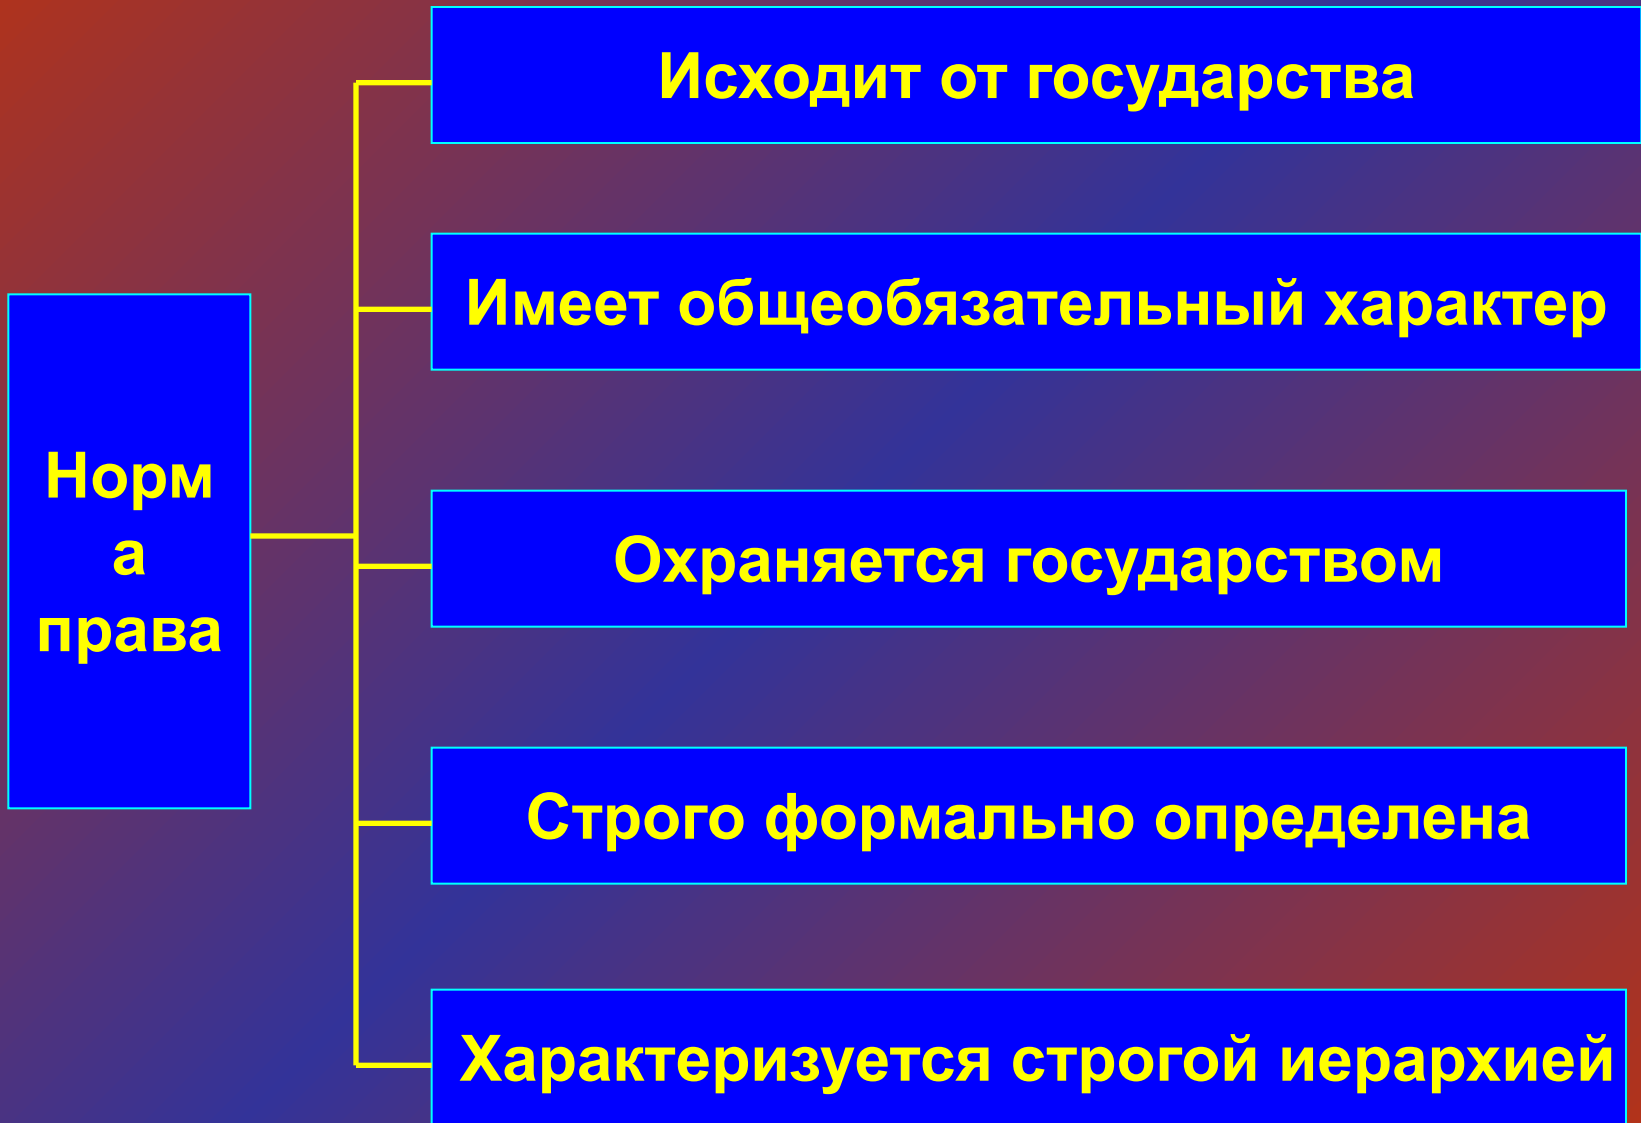 Исходит от государства
Имеет общеобязательный характер
Норм
а
права
Охраняется государством
Строго формально определена
Характеризуется строгой иерархией